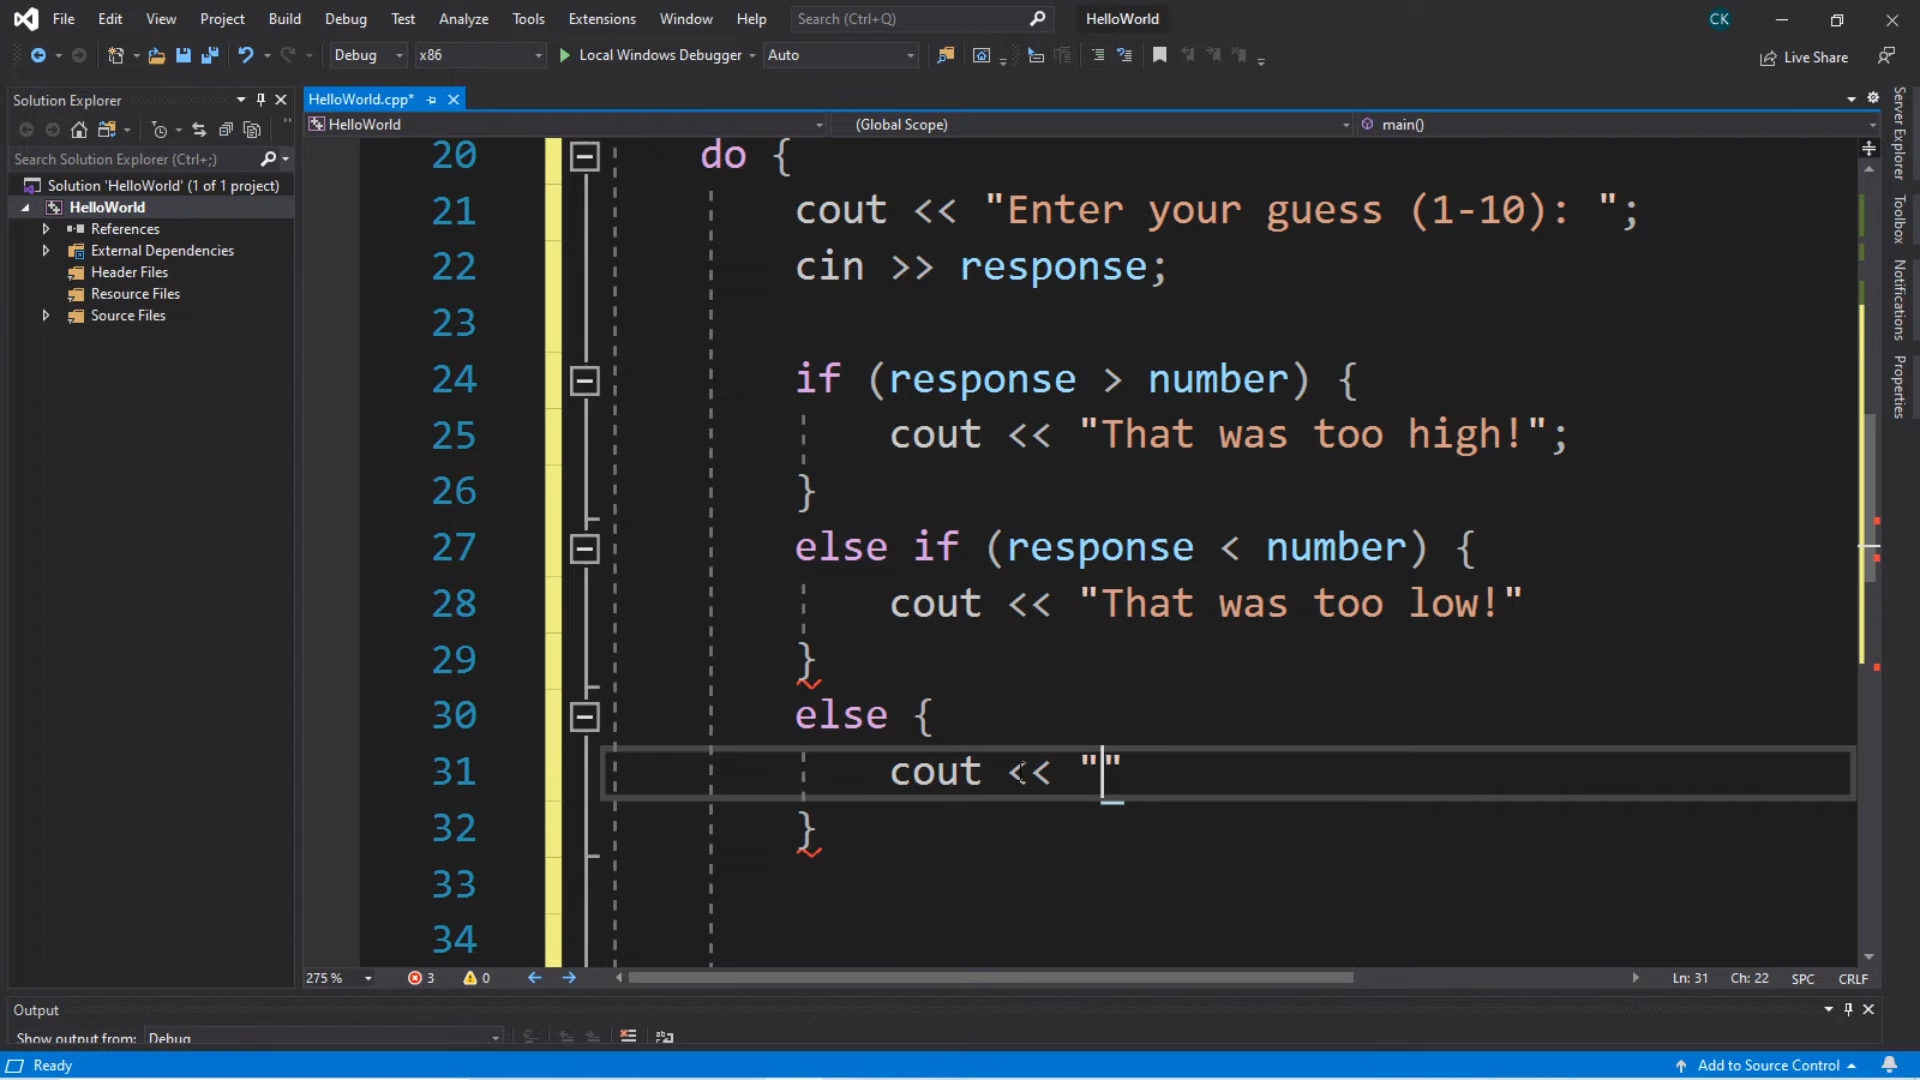 File Edit View Project Build Debug Test Analyze Tools Extensions Window Help Search (Ctrl+Q) HelloWorld CK
Debug x86 Local Windows Debugger Auto Live Share
Solution Explorer
Search Solution Explorer (Ctrl+;)
Solution 'HelloWorld' (1 of 1 project)
HelloWorld
References
External Dependencies
Header Files
Resource Files
Source Files
HelloWorld.cpp*
HelloWorld (Global Scope) main()
20 do {
21 cout << "Enter your guess (1-10): ";
22 cin >> response;
23
24 if (response > number) {
25 cout << "That was too high!";
26 }
27 else if (response < number) {
28 cout << "That was too low!"
29 }
30 else {
31 cout << ""
32 }
33
34
275 % 3 0 Ln: 31 Ch: 22 SPC CRLF
Output
Show output from: Debug
Ready Add to Source Control
Server Explorer
Toolbox
Notifications
Properties